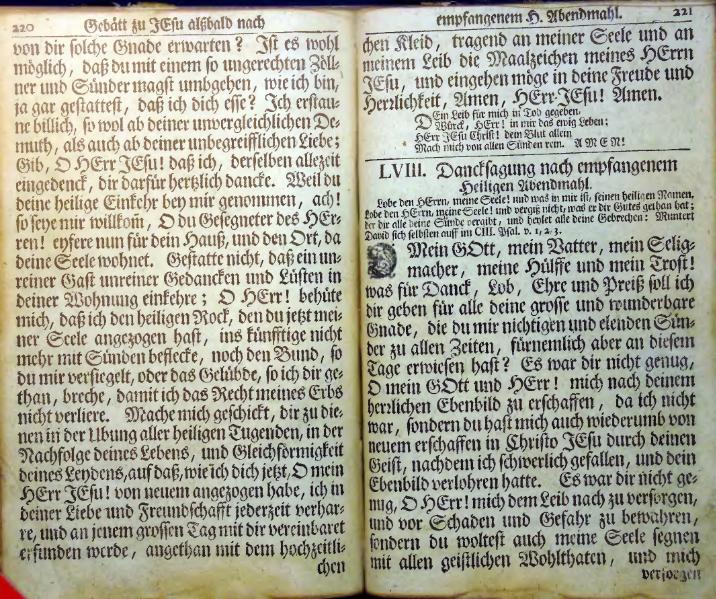 220 Gebätt zu JEsu alßbald nach
von dir solche Gnade erwarten? Ist es wohl
möglich, daß du mit einem so ungerechten Zöll-
ner und Sünder magst umbgehen, wie ich bin,
ja gar gestattest, daß ich dich esse? Ich erstau-
ne billich, so wol ab deiner unvergleichlichen De-
muth, als auch ab deiner unbegreifflichen Liebe;
Gib, O HErr JEsu! daß ich, derselben allezeit
eingedenck, dir darfür hertzlich dancke. Weil du
deine heilige Einkehr bey mir genommen, ach!
so seye mir willkom̃, O du Gesegneter des HEr-
ren! eyfere nun für dein Hauß, und den Ort, da
deine Seele wohnet. Gestatte nicht, daß ein un-
reiner Gast unreiner Gedancken und Lüsten in
deiner Wohnung einkehre; O HErr! behüte
mich, daß ich den heiligen Rock, den du jetzt mei-
ner Seele angezogen hast, ins künfftige nicht
mehr mit Sünden beflecke, noch den Bund, so
du mir versiegelt, oder das Gelübde, so ich dir ge-
than, breche, damit ich das Recht meines Erbs
nicht verliere. Mache mich geschickt, dir zu die-
nen in der Ubung aller heiligen Tugenden, in der
Nachfolge deines Lebens, und Gleichförmigkeit
deines Leydens, auf daß, wie ich dich jetzt, O mein
HErr JEsu! von neuem angezogen habe, ich in
deiner Liebe und Freundschafft jederzeit verhar-
re, und an jenem grossen Tag mit dir vereinbaret
erfunden werde, angethan mit dem hochzeitli-
chen
empfangenem H. Abendmahl. 221
chen Kleid, tragend an meiner Seele und an
meinem Leib die Maalzeichen meines HErrn
JEsu, und eingehen möge in deine Freude und
Herzlichkeit, Amen, HErr JEsu! Amen.
Dein Leib für mich in Tod gegeben,
Würck, HErr! in mir das ewig Leben;
HErr JEsu Christ! dem Blut allein
Mach mich von allen Sünden rein. AMEN!
LVIII. Dancksagung nach empfangenem
Heiligen Abendmahl.
Lobe den HErrn, meine Seele! und was in mir ist, seinen heiligen Namen.
Lobe den HErrn, meine Seele! und vergiß nicht, was er dir Gutes gethan hat;
der dir alle deine Sünde vergibt, und heylet alle deine Gebrechen: Muntert
David sich selbsten auff im CIII. Psal. v. 1, 2, 3.
O Mein GOtt, mein Vatter, mein Selig-
macher, meine Hülffe und mein Trost!
was für Danck, Lob, Ehre und Preiß soll ich
dir geben für alle deine grosse und wunderbare
Gnade, die du mir nichtigen und elenden Sün-
der zu allen Zeiten, fürnemlich aber an diesem
Tage erwiesen hast? Es war dir nicht genug,
O mein GOtt und HErr! mich nach deinem
herrlichen Ebenbild zu erschaffen, da ich nicht
war, sondern du hast mich auch wiederumb von
neuem erschaffen in Christo JEsu durch deinen
Geist, nachdem ich schwerlich gefallen, und dein
Ebenbild verlohren hatte. Es war dir nicht ge-
nug, O HErr! mich dem Leib nach zu versorgen,
und vor Schaden und Gefahr zu bewahren,
sondern du woltest auch meine Seele segnen
mit allen geistlichen Wohlthaten, und mich
versorgen